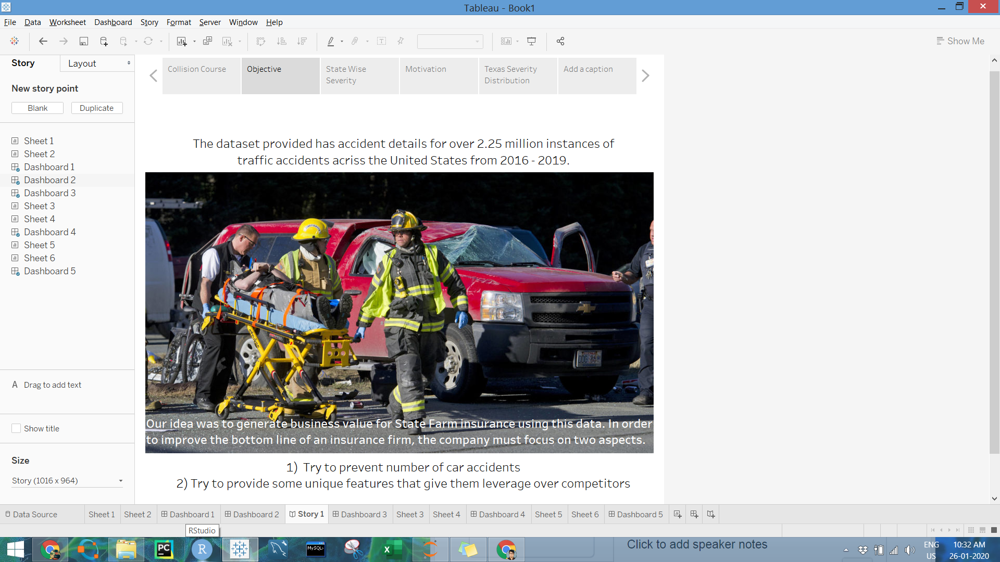 Tableau - Book1
File Data Worksheet Dashboard Story Format Server Window Help
Show Me
Story Layout
New story point
Blank Duplicate
Sheet 1
Sheet 2
Dashboard 1
Dashboard 2
Dashboard 3
Sheet 3
Sheet 4
Dashboard 4
Sheet 5
Sheet 6
Dashboard 5
A Drag to add text
Show title
Size
Story (1016 x 964)
Collision Course Objective State Wise Motivation Texas Severity Add a caption
Severity Distribution
The dataset provided has accident details for over 2.25 million instances of
traffic accidents acriss the United States from 2016 - 2019.
Our idea was to generate business value for State Farm insurance using this data. In order
to improve the bottom line of an insurance firm, the company must focus on two aspects.
1) Try to prevent number of car accidents
2) Try to provide some unique features that give them leverage over competitors
Data Source Sheet 1 Sheet 2 Dashboard 1 Dashboard 2 Story 1 Dashboard 3 Sheet 3 Sheet 4 Dashboard 4 Sheet 5 Sheet 6 Dashboard 5
RStudio
PC R MySQL X Click to add speaker notes
ENG 10:32 AM
US 26-01-2020